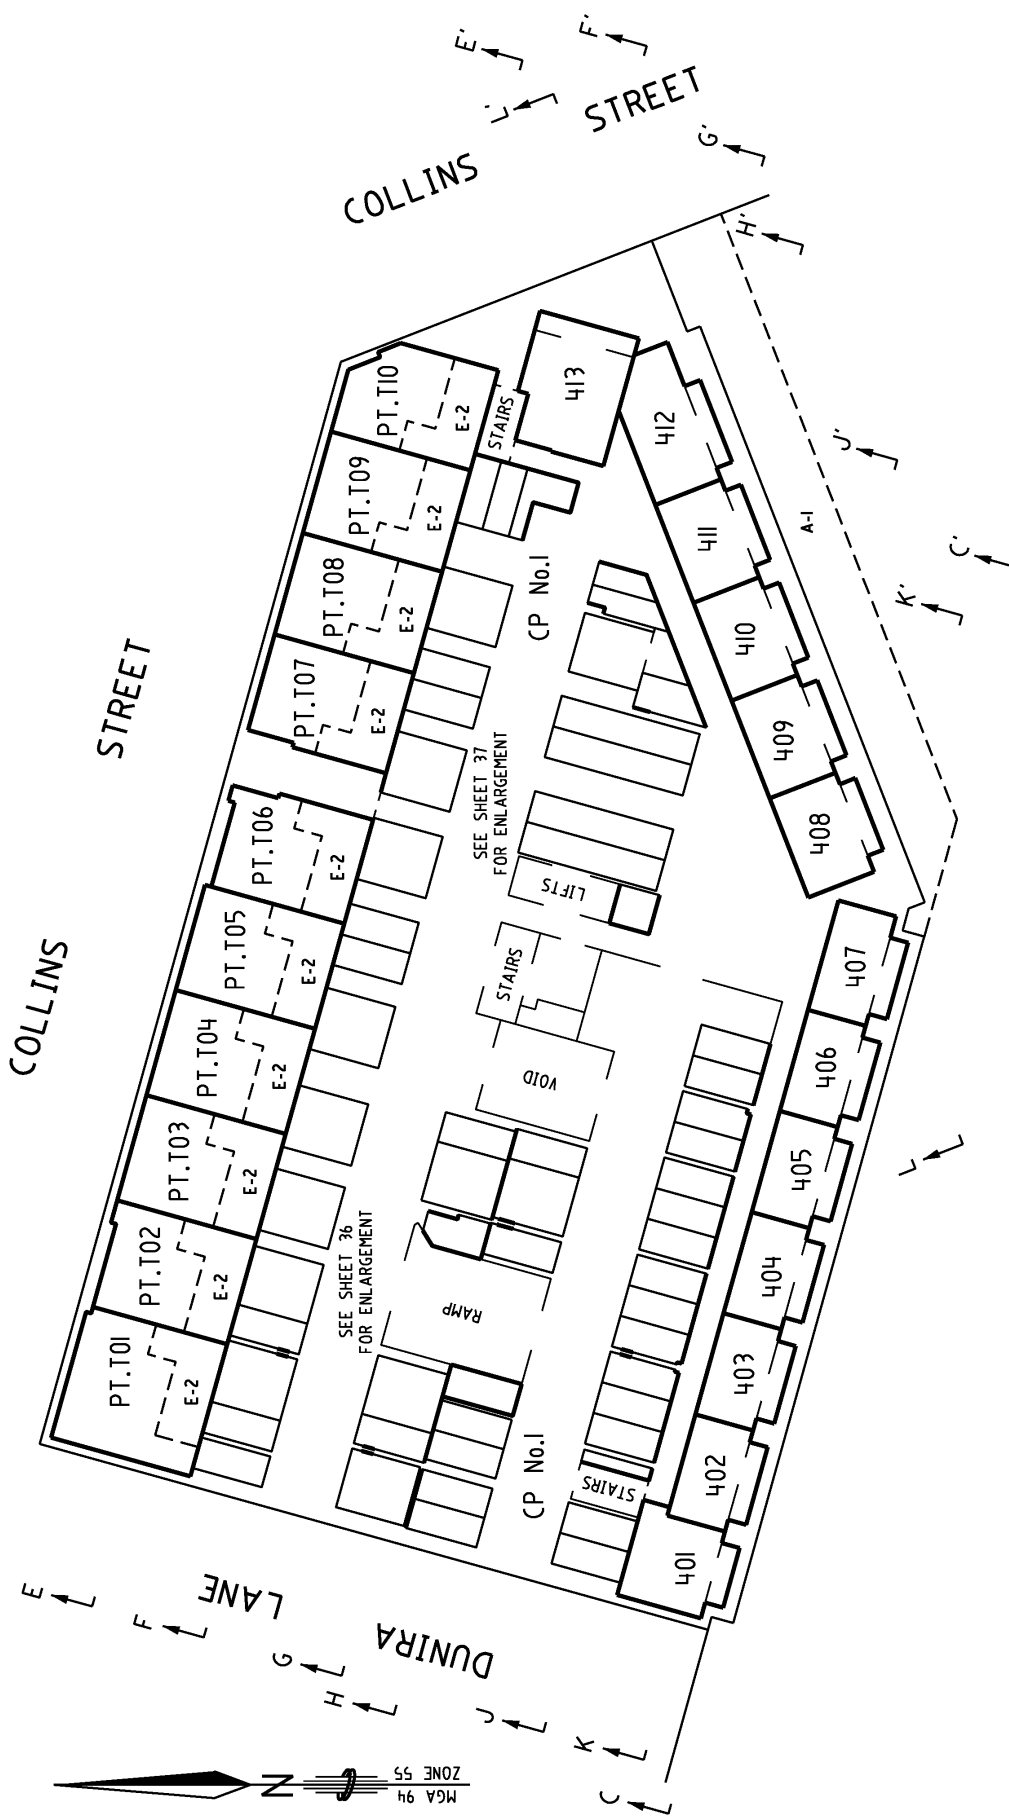 E'
F'
L'
COLLINS STREET
G'
H'
J'
C'
K'
A-1
COLLINS STREET
PT.T10
E-2
PT.T09
E-2
PT.T08
E-2
PT.T07
E-2
PT.T06
E-2
PT.T05
E-2
PT.T04
E-2
PT.T03
E-2
PT.T02
E-2
PT.T01
E-2
STAIRS
413
412
411
410
409
408
407
406
405
404
403
402
401
CP No.1
SEE SHEET 37
FOR ENLARGEMENT
LIFTS
STAIRS
VOID
SEE SHEET 36
FOR ENLARGEMENT
RAMP
CP No.1
STAIRS
L
DUNIRA LANE
E
F
G
H
J
K
C
N
MGA 94
ZONE 55